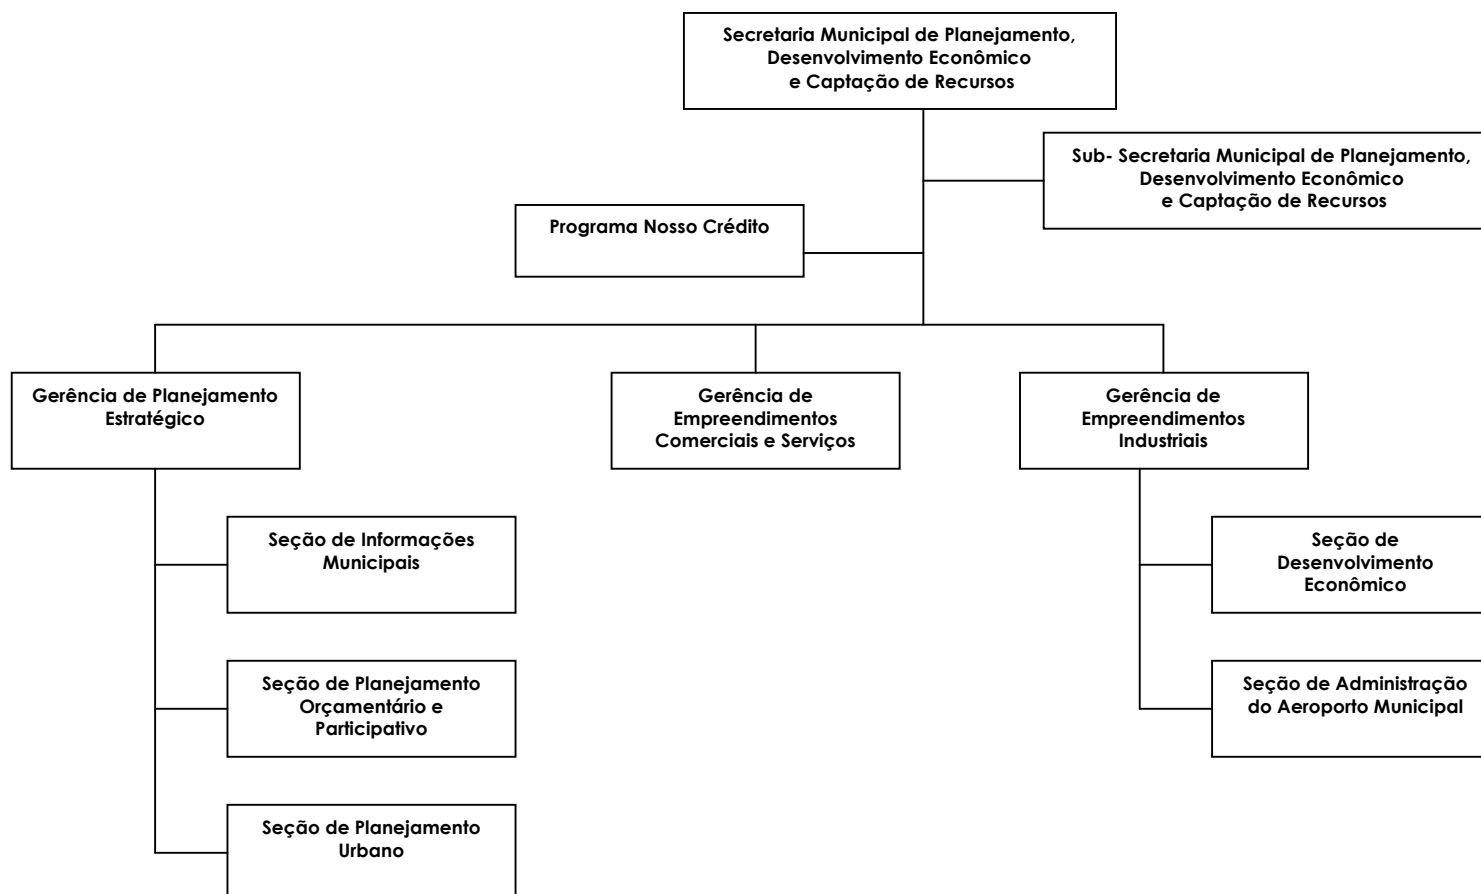 Secretaria Municipal de Planejamento,
Desenvolvimento Econômico
e Captação de Recursos
Sub- Secretaria Municipal de Planejamento,
Desenvolvimento Econômico
e Captação de Recursos
Programa Nosso Crédito
Gerência de Planejamento
Estratégico
Gerência de
Empreendimentos
Comerciais e Serviços
Gerência de
Empreendimentos
Industriais
Seção de Informações
Municipais
Seção de
Desenvolvimento
Econômico
Seção de Planejamento
Orçamentário e
Participativo
Seção de Administração
do Aeroporto Municipal
Seção de Planejamento
Urbano